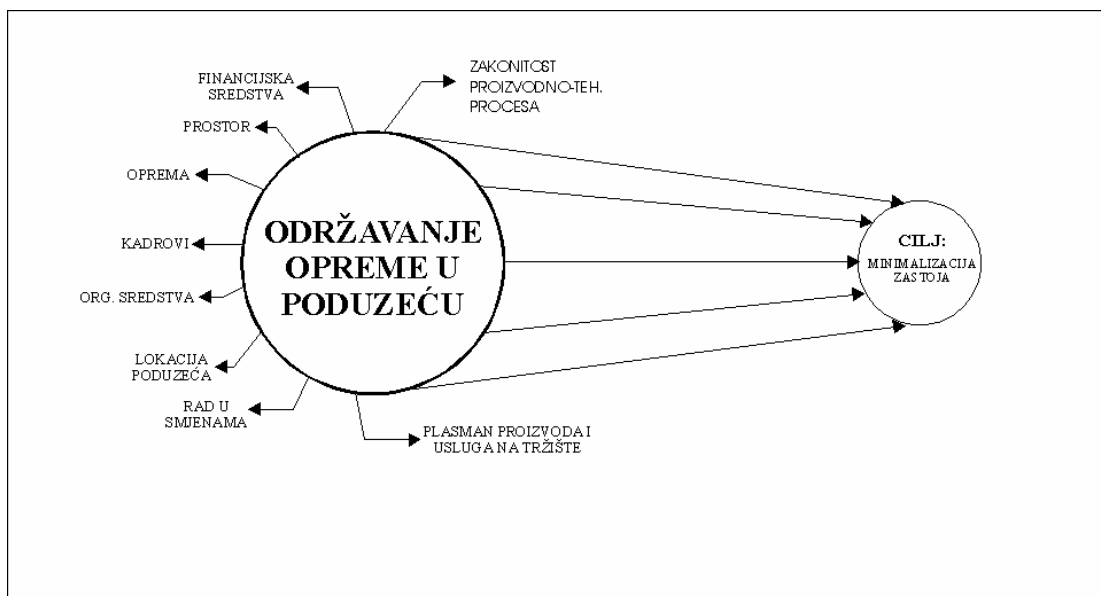 FINANCIJSKA
SREDSTVA
ZAKONITOST
PROIZVODNO-TEH.
PROCESA
PROSTOR
OPREMA
KADROVI
ORG. SREDSTVA
LOKACIJA
PODUZEĆA
RAD U
SMJENAMA
PLASMAN PROIZVODA I
USLUGA NA TRŽIŠTE
ODRŽAVANJE
OPREME U
PODUZEĆU
CILJ:
MINIMALIZACIJA
ZASTOJA